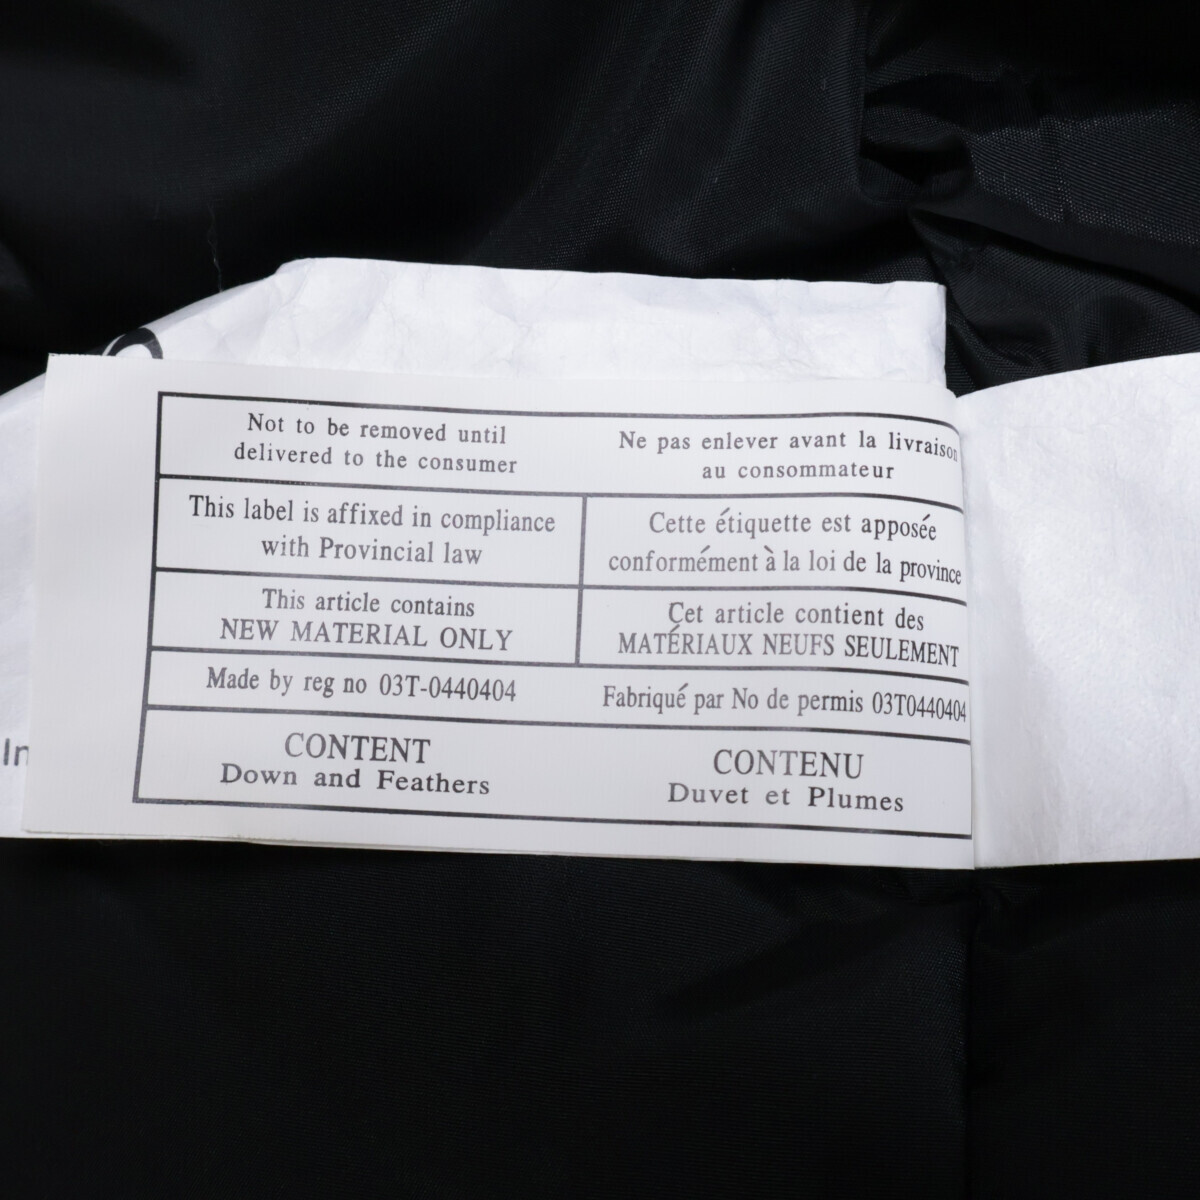 Not to be removed until
delivered to the consumer
Ne pas enlever avant la livraison
au consommateur
This label is affixed in compliance
with Provincial law
Cette étiquette est apposée
conformément à la loi de la province
This article contains
NEW MATERIAL ONLY
Cet article contient des
MATÉRIAUX NEUFS SEULEMENT
Made by reg no 03T-0440404
Fabriqué par No de permis 03T0440404
CONTENT
Down and Feathers
CONTENU
Duvet et Plumes